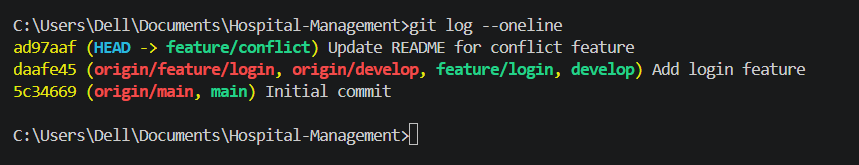 C:\Users\Dell\Documents\Hospital-Management>git log --oneline
ad97aaf (HEAD -> feature/conflict) Update README for conflict feature
daafe45 (origin/feature/login, origin/develop, feature/login, develop) Add login feature
5c34669 (origin/main, main) Initial commit
C:\Users\Dell\Documents\Hospital-Management>